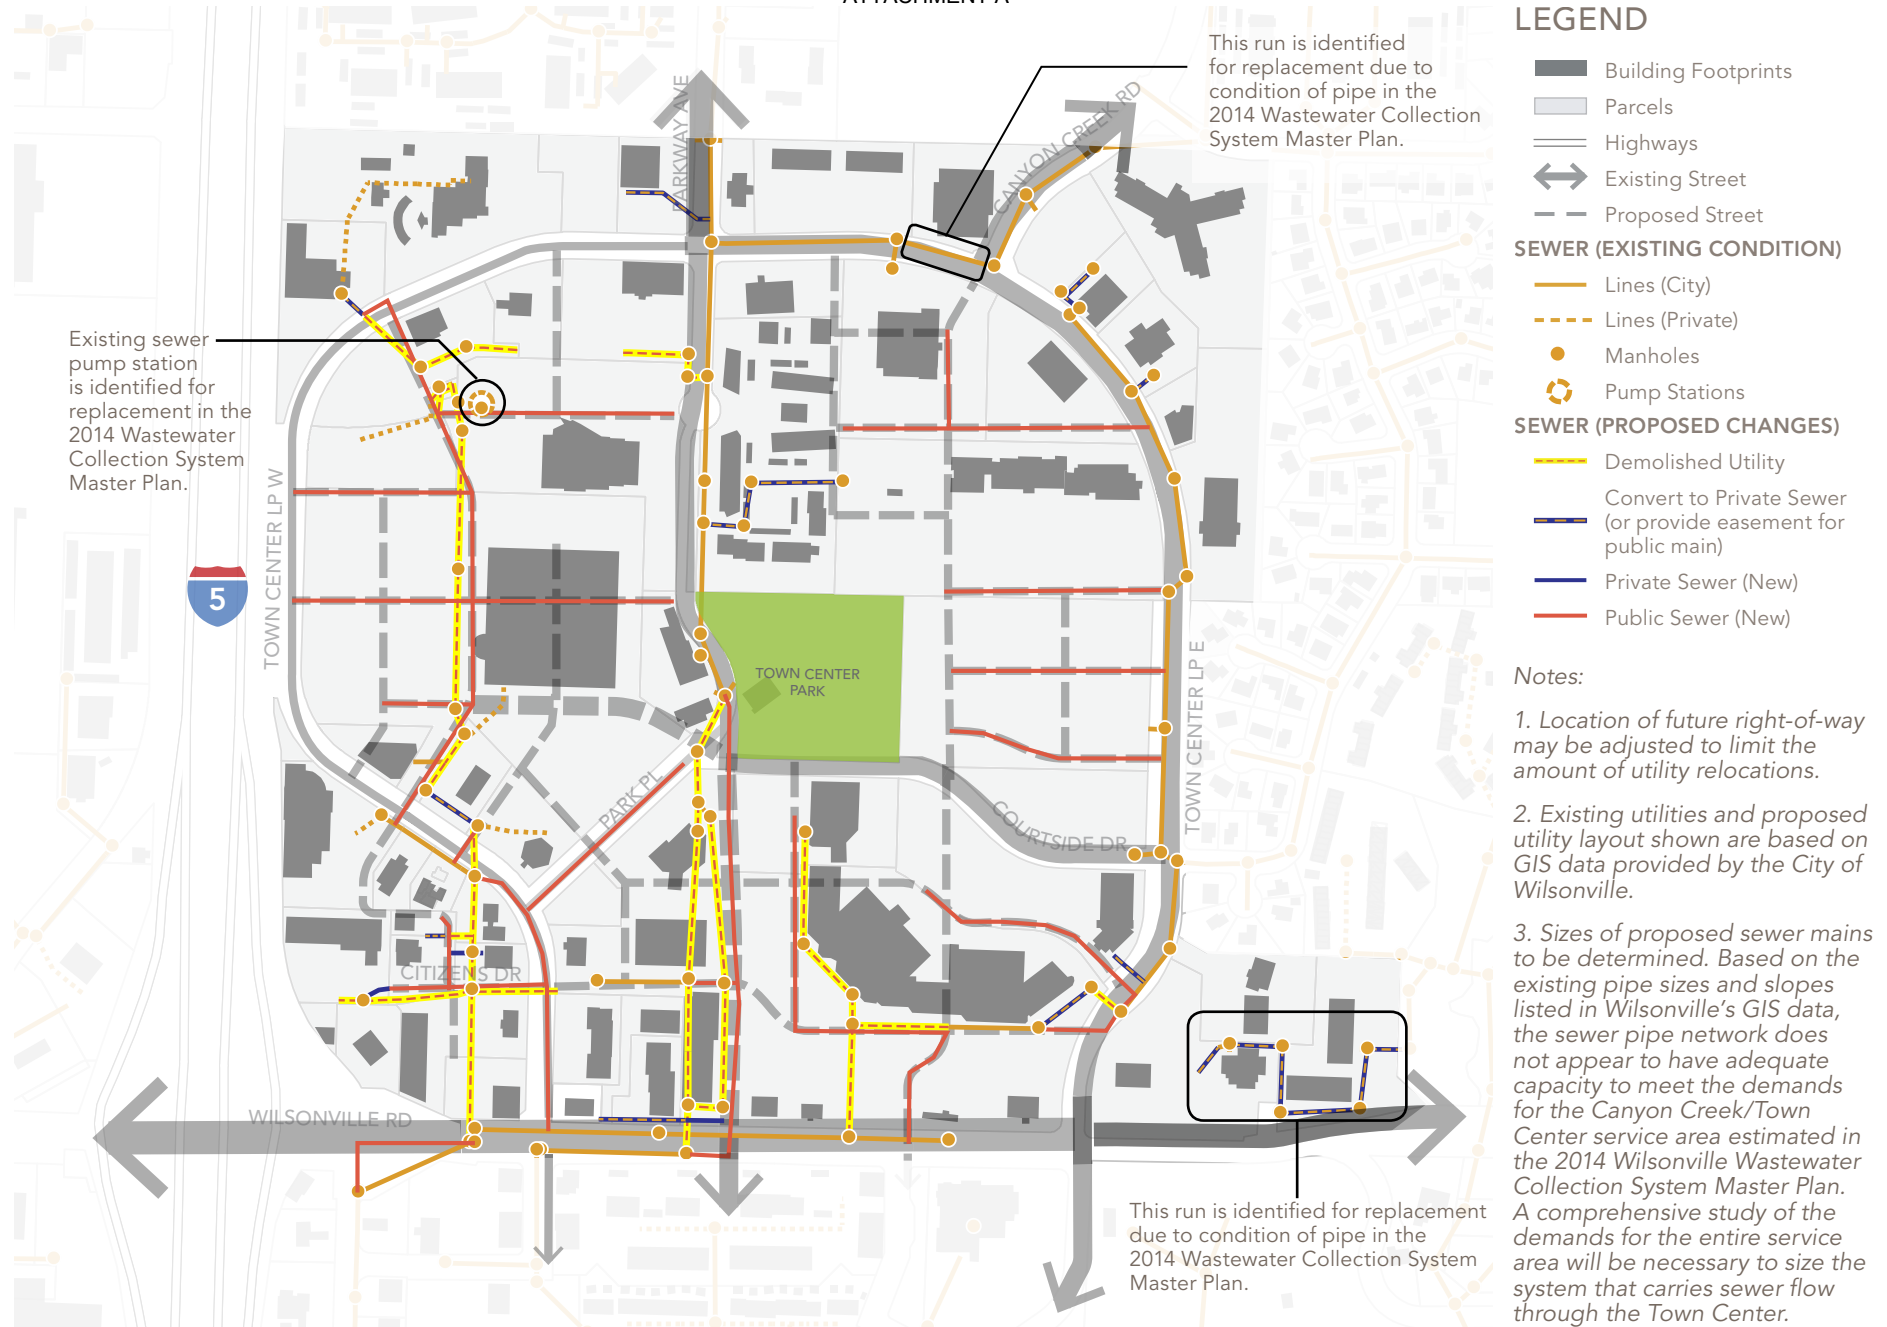 ATTACHMENT A
This run is identified
for replacement due to
condition of pipe in the
2014 Wastewater Collection
System Master Plan.
PARKWAY AVE
CANYON CREEK RD
Existing sewer
pump station
is identified for
replacement in the
2014 Wastewater
Collection System
Master Plan.
TOWN CENTER LP W
5
TOWN CENTER
PARK
TOWN CENTER LP E
PARK PL
COURTSIDE DR
CITIZENS DR
WILSONVILLE RD
This run is identified for replacement
due to condition of pipe in the
2014 Wastewater Collection System
Master Plan.
LEGEND
Building Footprints
Parcels
Highways
Existing Street
Proposed Street
SEWER (EXISTING CONDITION)
Lines (City)
Lines (Private)
Manholes
Pump Stations
SEWER (PROPOSED CHANGES)
Demolished Utility
Convert to Private Sewer
(or provide easement for
public main)
Private Sewer (New)
Public Sewer (New)
Notes:
1. Location of future right-of-way
may be adjusted to limit the
amount of utility relocations.
2. Existing utilities and proposed
utility layout shown are based on
GIS data provided by the City of
Wilsonville.
3. Sizes of proposed sewer mains
to be determined. Based on the
existing pipe sizes and slopes
listed in Wilsonville's GIS data,
the sewer pipe network does
not appear to have adequate
capacity to meet the demands
for the Canyon Creek/Town
Center service area estimated in
the 2014 Wilsonville Wastewater
Collection System Master Plan.
A comprehensive study of the
demands for the entire service
area will be necessary to size the
system that carries sewer flow
through the Town Center.